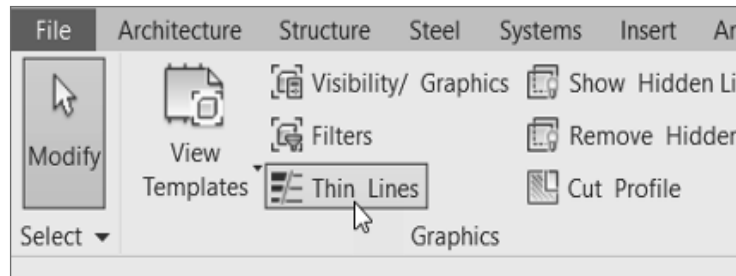 File Architecture Structure Steel Systems Insert
Modify
View Templates
Visibility/ Graphics
Filters
Thin Lines
Show Hidden Li
Remove Hidden
Cut Profile
Select
Graphics